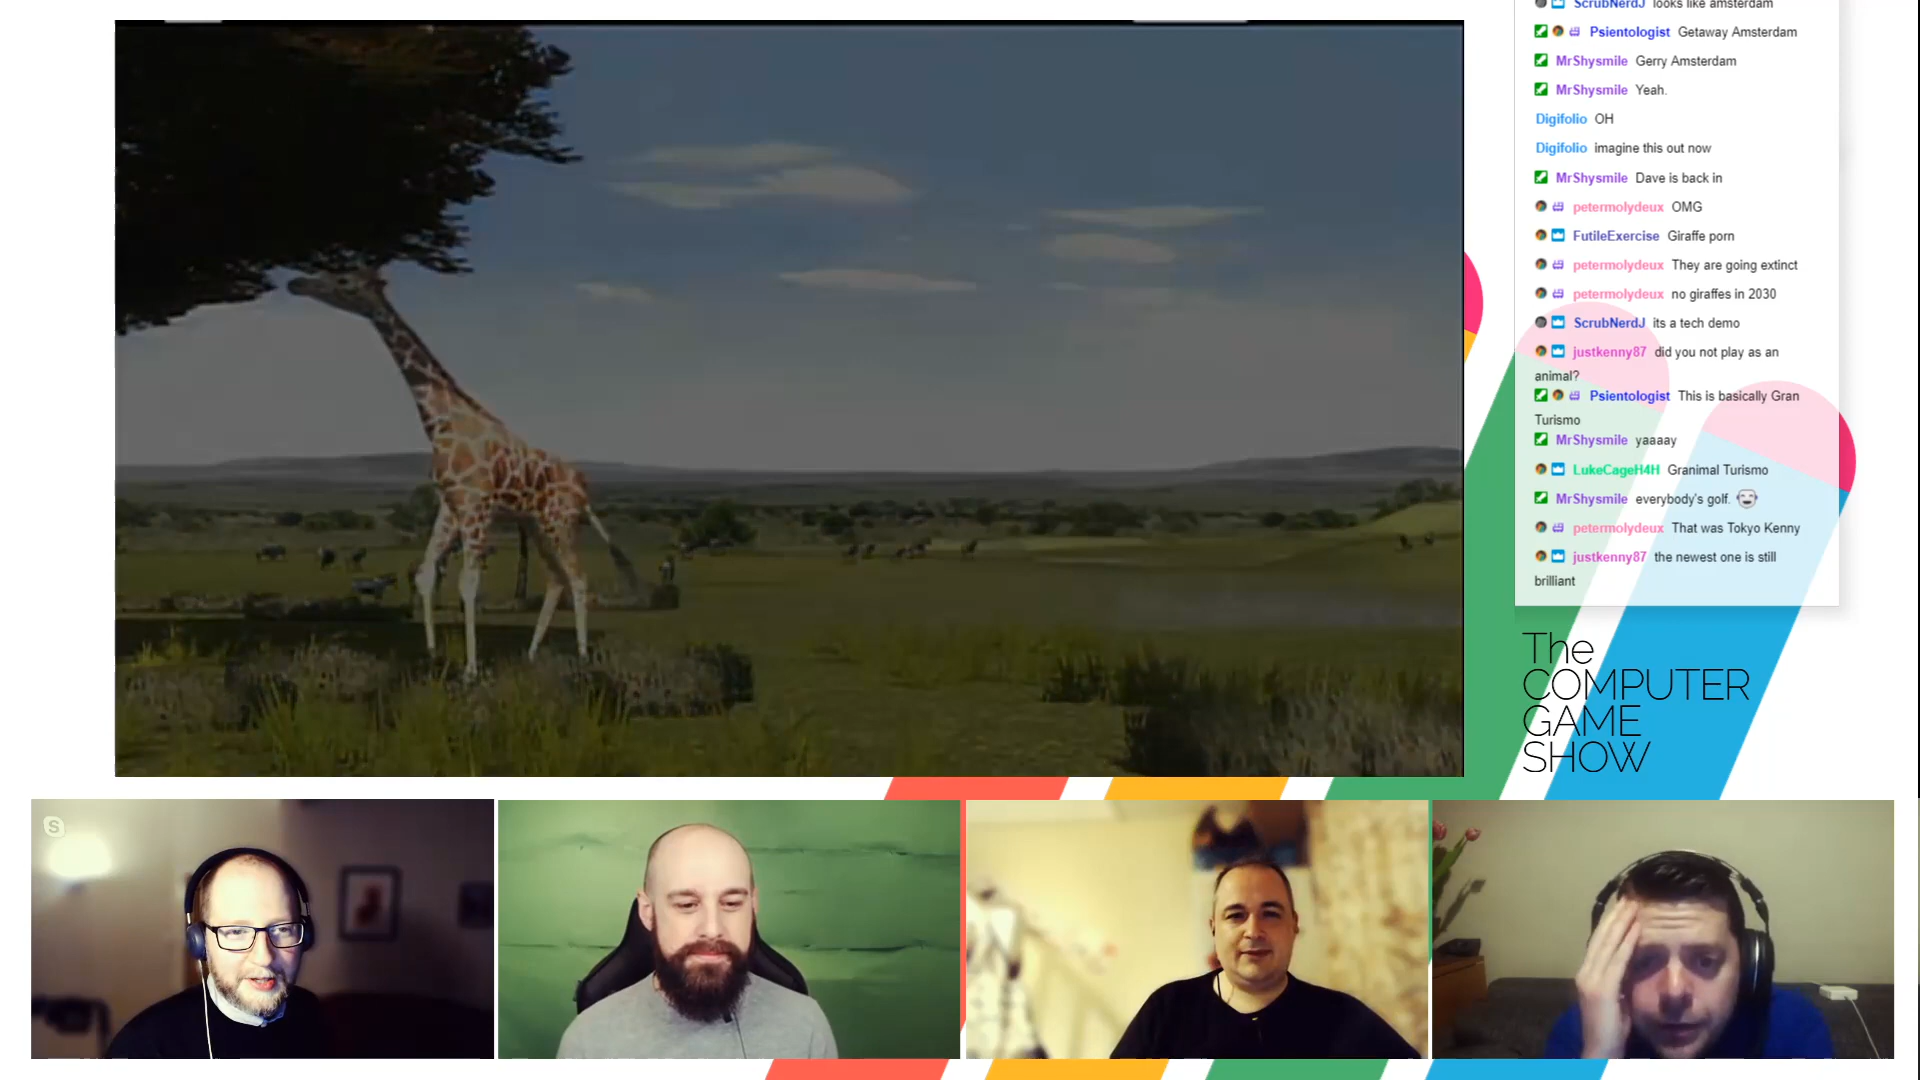 ScrubNerdJ looks like amsterdam
Psientologist Getaway Amsterdam
MrShysmile Gerry Amsterdam
MrShysmile Yeah.
Digifolio OH
Digifolio imagine this out now
MrShysmile Dave is back in
petermolydeux OMG
FutileExercise Giraffe porn
petermolydeux They are going extinct
petermolydeux no giraffes in 2030
ScrubNerdJ its a tech demo
justkenny87 did you not play as an
animal?
Psientologist This is basically Gran
Turismo
MrShysmile yaaaay
LukeCageH4H Granimal Turismo
MrShysmile everybody's golf.
petermolydeux That was Tokyo Kenny
justkenny87 the newest one is still
brilliant
The
COMPUTER
GAME
SHOW
S